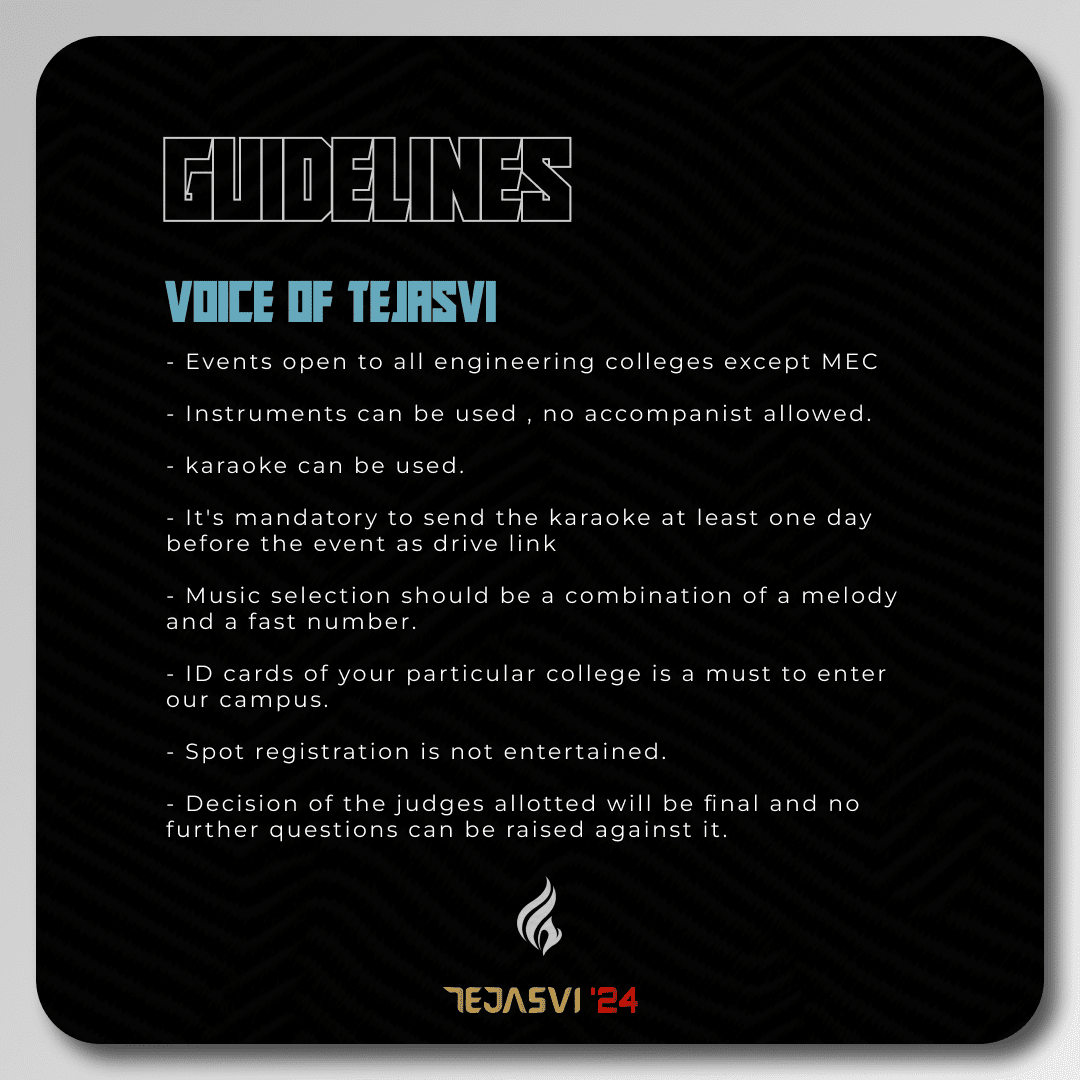 GUIDELINES
VOICE OF TEJASVI
- Events open to all engineering colleges except MEC
- Instruments can be used , no accompanist allowed.
- karaoke can be used.
- It's mandatory to send the karaoke at least one day
before the event as drive link
- Music selection should be a combination of a melody
and a fast number.
- ID cards of your particular college is a must to enter
our campus.
- Spot registration is not entertained.
- Decision of the judges allotted will be final and no
further questions can be raised against it.
TEJASVI '24